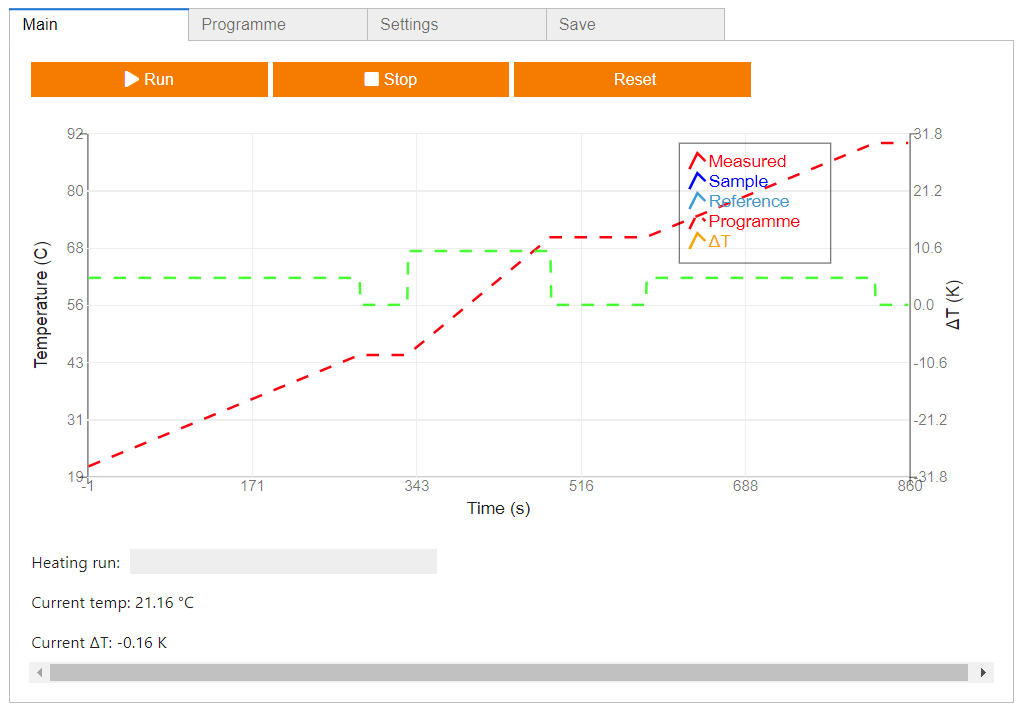 Main Programme Settings Save
Run Stop Reset
92 31.8
Measured
80 Sample 21.2
Reference
Programme
68 ΔT 10.6
Temperature (C)
56 0.0
ΔT (K)
43 -10.6
31 -21.2
19 -31.8
-1 171 343 516 688 860
Time (s)
Heating run:
Current temp: 21.16 °C
Current ΔT: -0.16 K